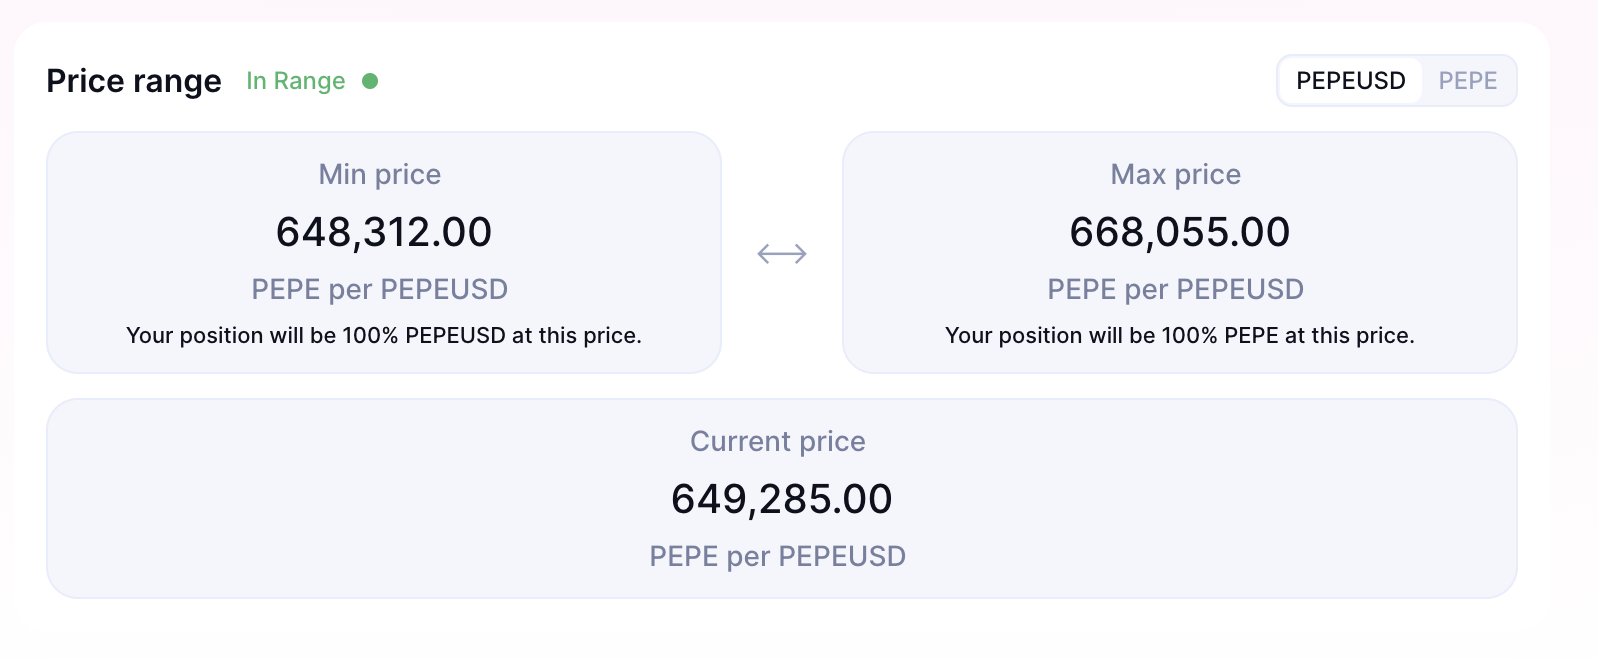 Price range In Range PEPEUSD PEPE
Min price
648,312.00
PEPE per PEPEUSD
Your position will be 100% PEPEUSD at this price.
Max price
668,055.00
PEPE per PEPEUSD
Your position will be 100% PEPE at this price.
Current price
649,285.00
PEPE per PEPEUSD